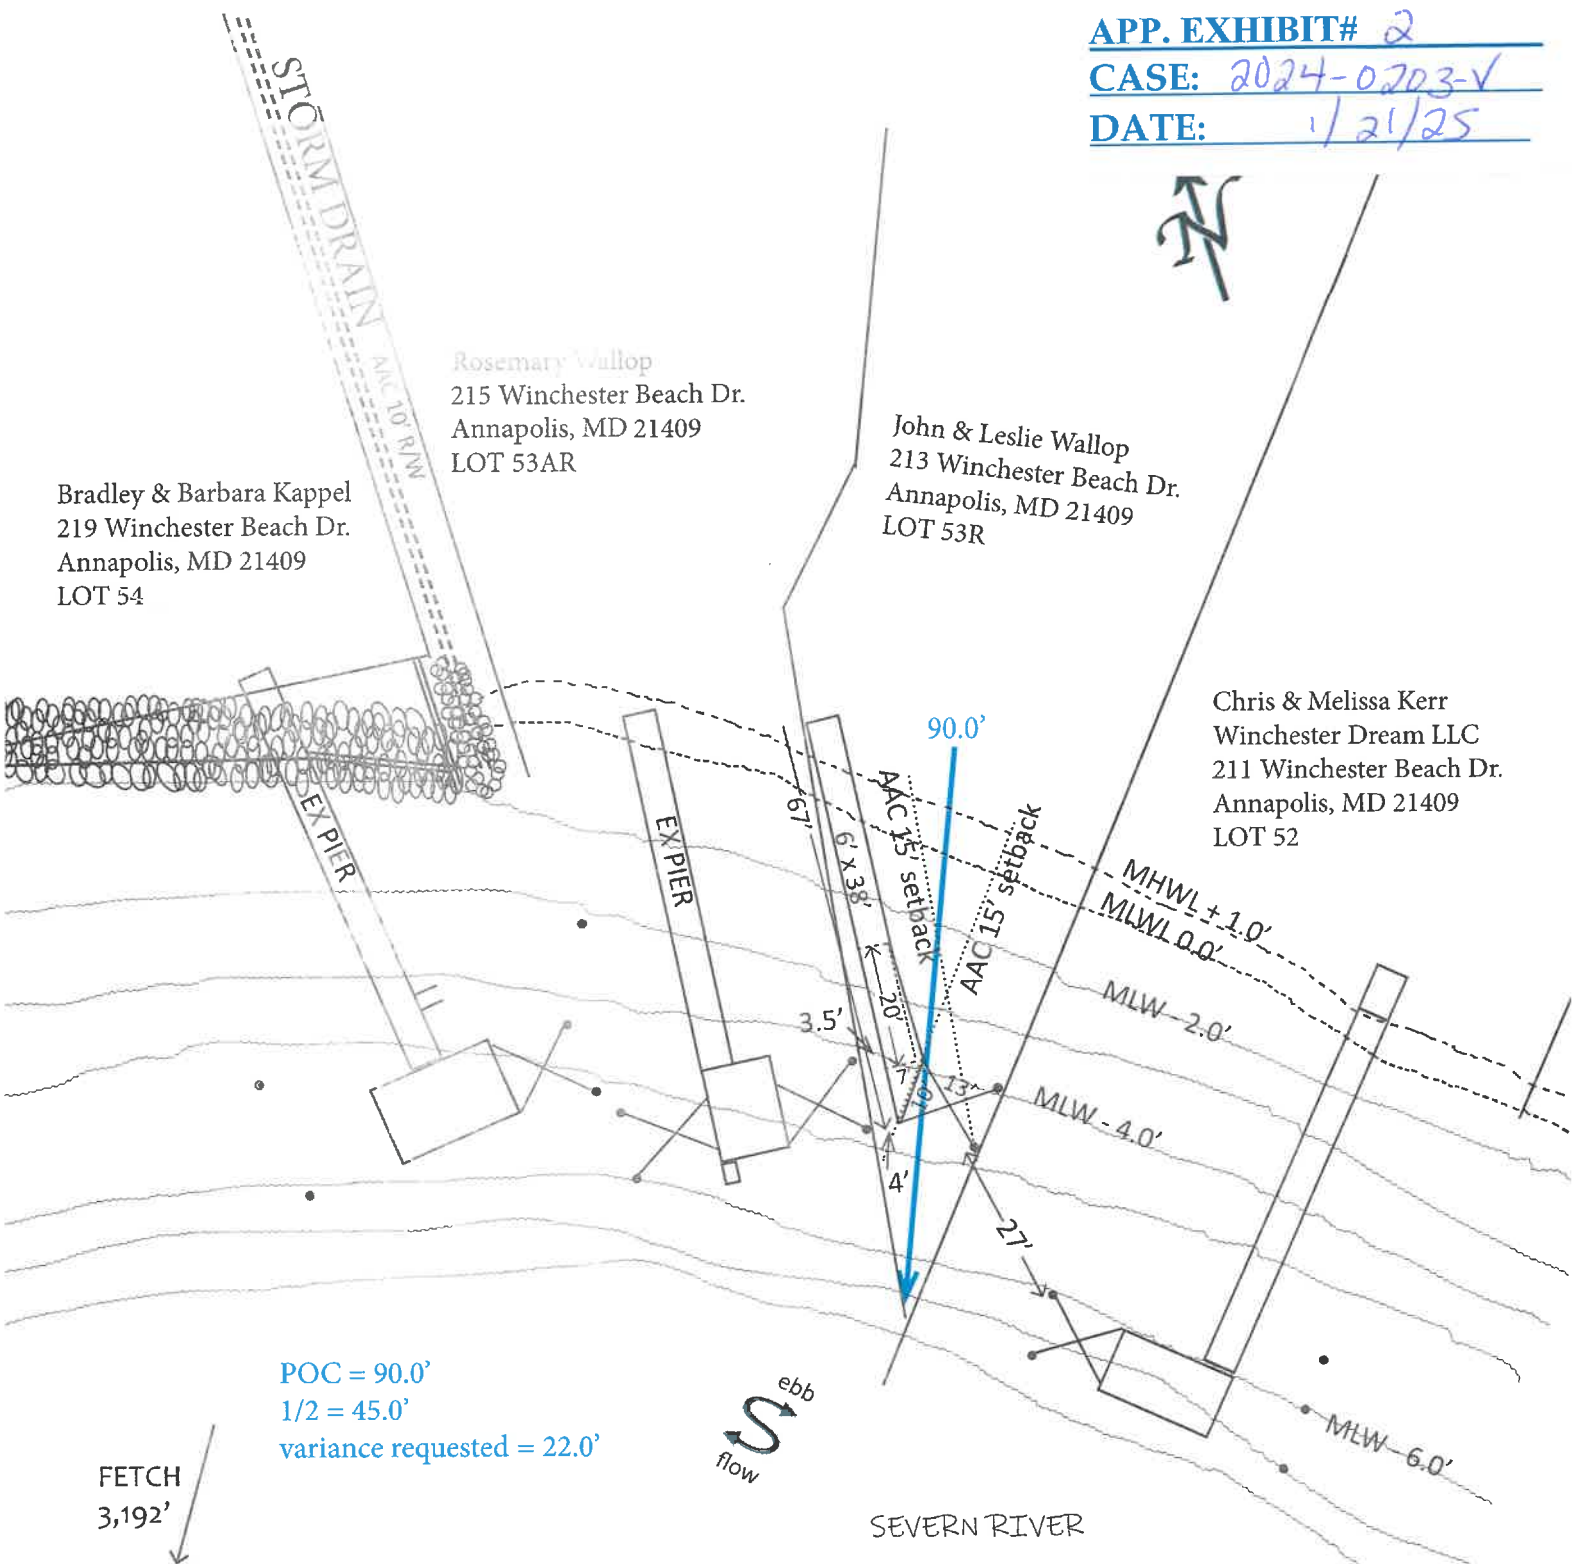 APP. EXHIBIT# 2
CASE: 2024-0203-V
DATE: 1/21/25
N
STORM DRAIN
AAC 10' R/W
Rosemary Wallop
215 Winchester Beach Dr.
Annapolis, MD 21409
LOT 53AR
John & Leslie Wallop
213 Winchester Beach Dr.
Annapolis, MD 21409
LOT 53R
Bradley & Barbara Kappel
219 Winchester Beach Dr.
Annapolis, MD 21409
LOT 54
Chris & Melissa Kerr
Winchester Dream LLC
211 Winchester Beach Dr.
Annapolis, MD 21409
LOT 52
90.0'
EX PIER
EX PIER
67'
6' x 38'
AAC 15' setback
AAC 15' setback
MHWL + 1.0'
MLWL 0.0'
MLW - 2.0'
20'
3.5'
7'
10'
13'
MLW - 4.0'
4'
27'
POC = 90.0'
1/2 = 45.0'
variance requested = 22.0'
ebb
flow
MLW - 6.0'
FETCH
3,192'
SEVERN RIVER